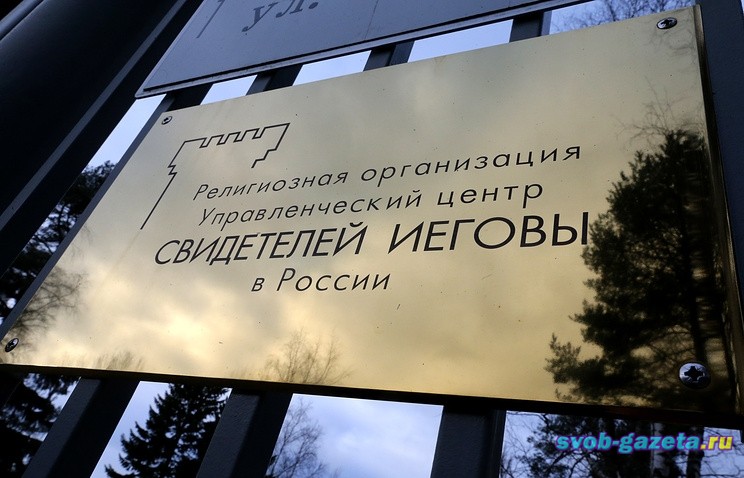 ул.
Религиозная организация
Управленческий центр
СВИДЕТЕЛЕЙ ИЕГОВЫ
в России
svob-gazeta.ru